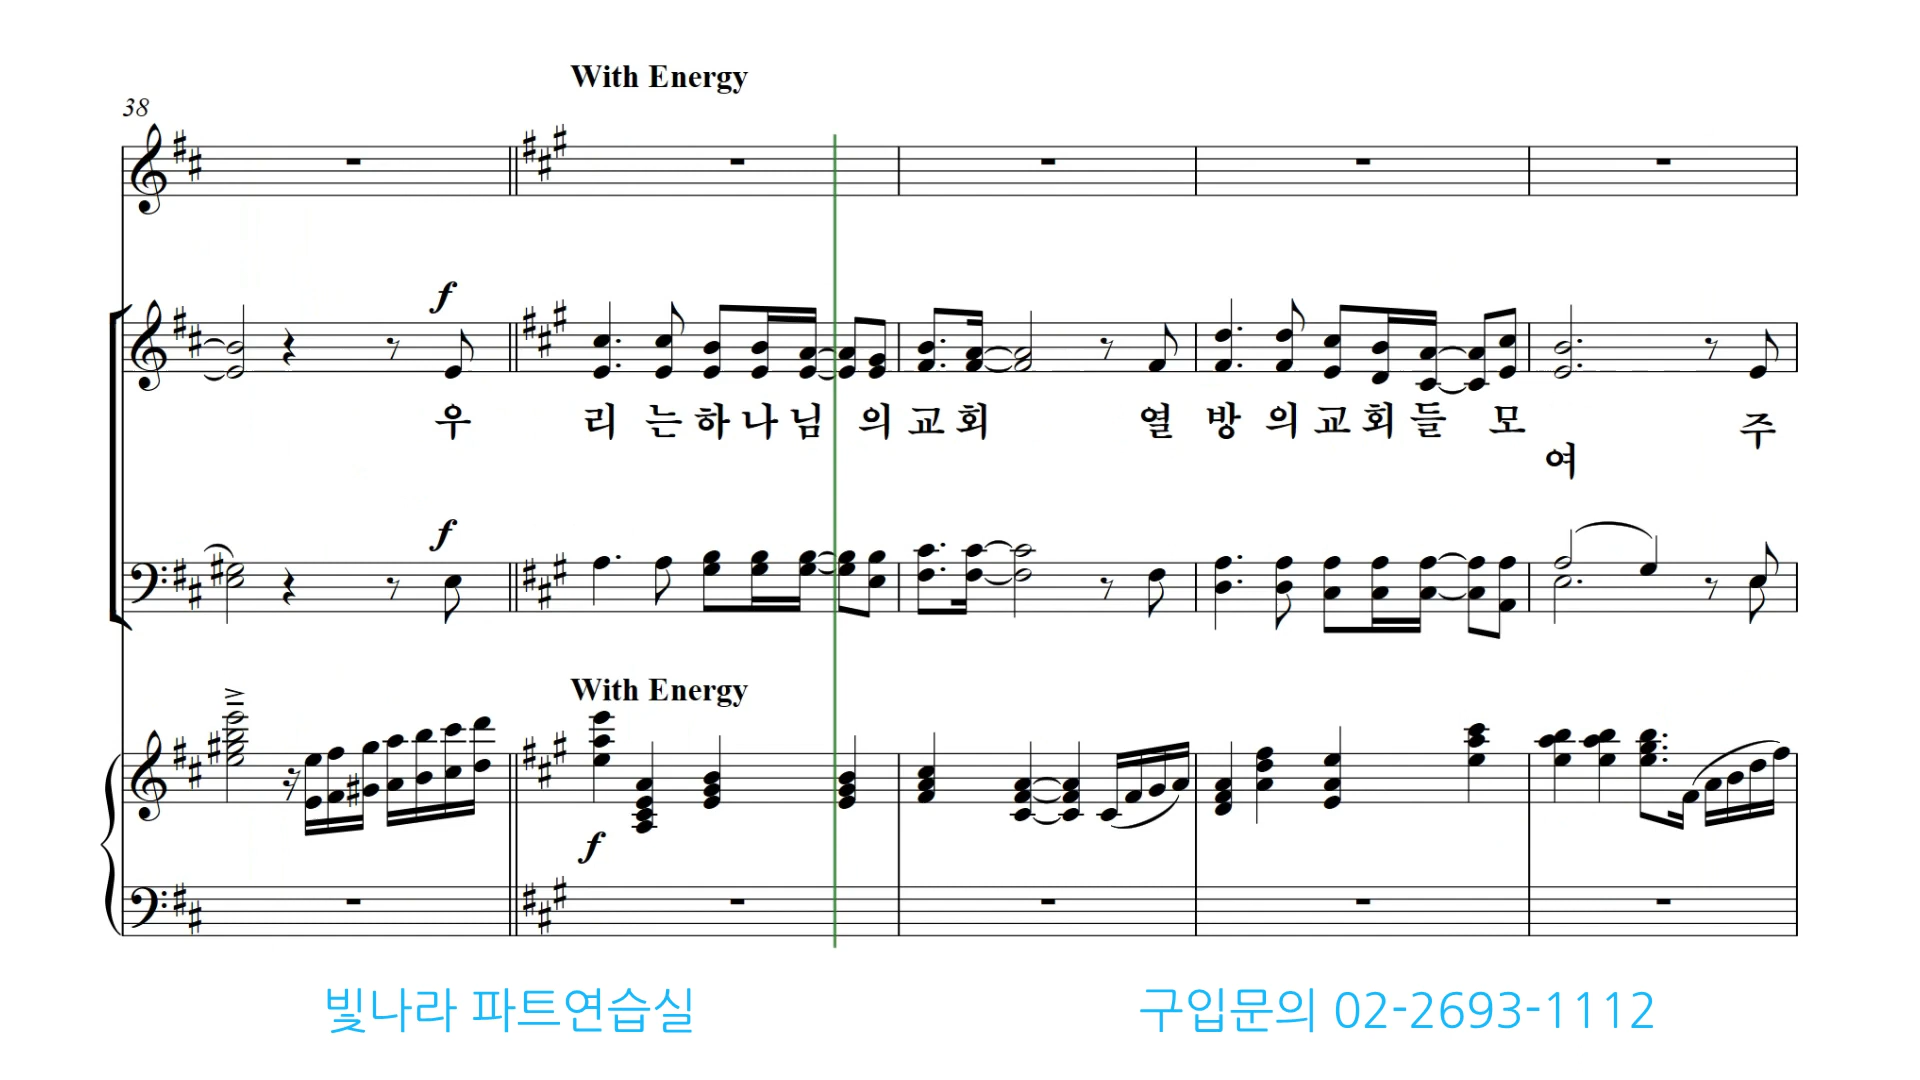 With Energy
38
f
우 리 는 하 나 님 의 교 회 열 방 의 교 회 들 모 여 주
f
With Energy
f
빛나라 파트연습실 구입문의 02-2693-1112